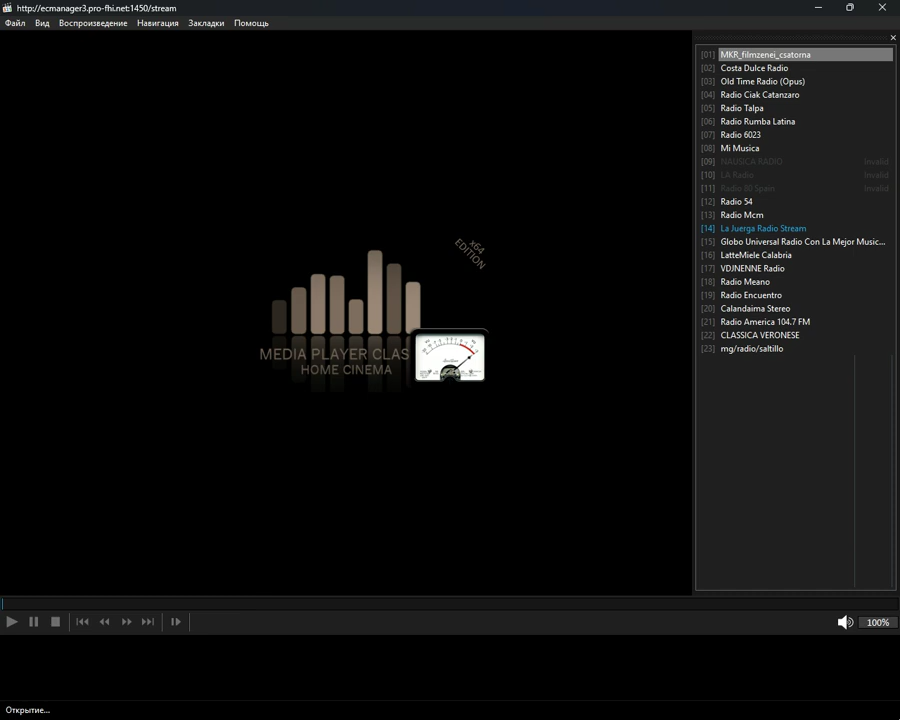 http://ecmanager3.pro-fhi.net:1450/stream
Файл Вид Воспроизведение Навигация Закладки Помощь
[01] MKR_filmzenei_csatorna
[02] Costa Dulce Radio
[03] Old Time Radio (Opus)
[04] Radio Ciak Catanzaro
[05] Radio Talpa
[06] Radio Rumba Latina
[07] Radio 6023
[08] Mi Musica
[09] NAUSICA RADIO Invalid
[10] LA Radio Invalid
[11] Radio 80 Spain Invalid
[12] Radio 54
[13] Radio Mcm
[14] La Juerga Radio Stream
[15] Globo Universal Radio Con La Mejor Music...
[16] LatteMiele Calabria
[17] VDJNENNE Radio
[18] Radio Meano
[19] Radio Encuentro
[20] Calandaima Stereo
[21] Radio America 104.7 FM
[22] CLASSICA VERONESE
[23] mg/radio/saltillo
x64
EDITION
MEDIA PLAYER CLAS
HOME CINEMA
100%
Открытие...